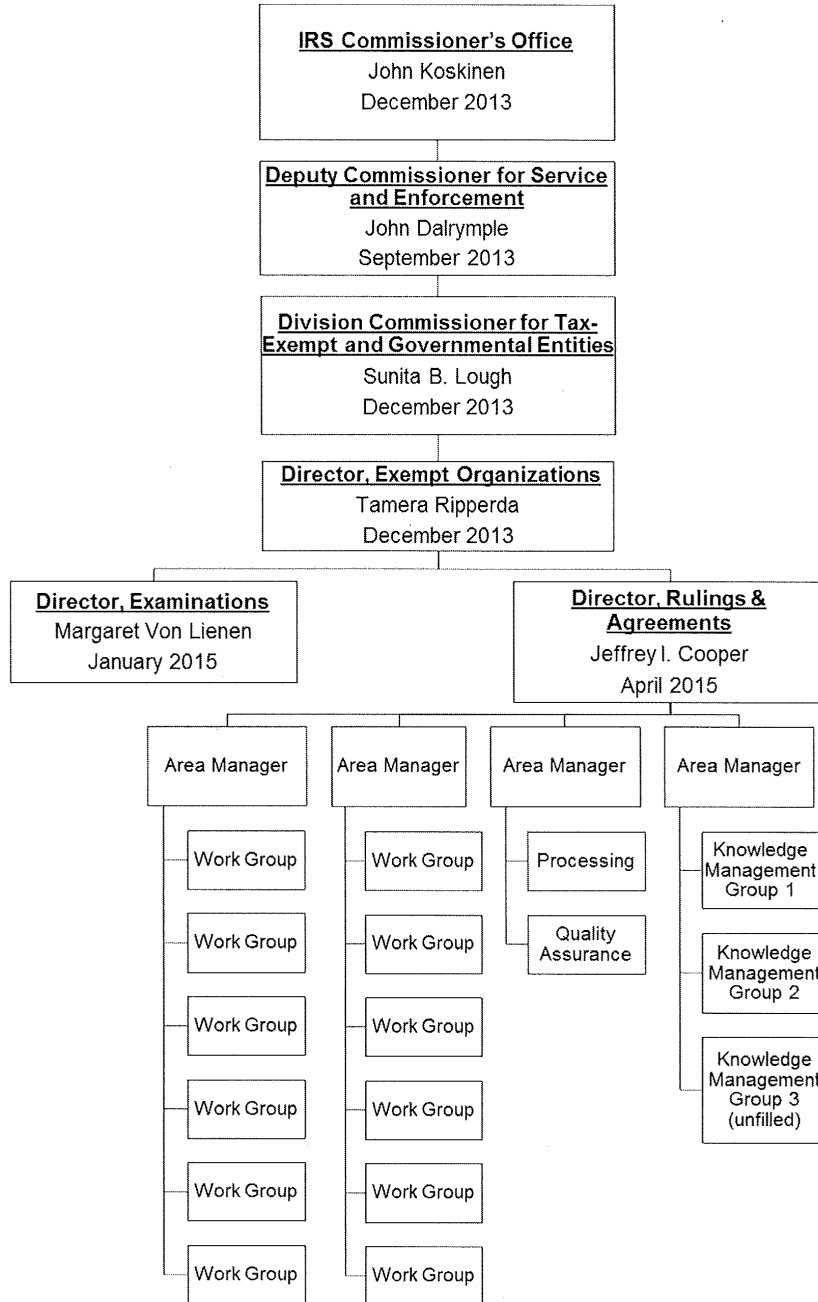 IRS Commissioner's Office
John Koskinen
December 2013
Deputy Commissioner for Service
and Enforcement
John Dalrymple
September 2013
Division Commissioner for Tax-
Exempt and Governmental Entities
Sunita B. Lough
December 2013
Director, Exempt Organizations
Tamera Ripperda
December 2013
Director, Examinations
Margaret Von Lienen
January 2015
Director, Rulings &
Agreements
Jeffrey I. Cooper
April 2015
Area Manager
Work Group
Work Group
Work Group
Work Group
Work Group
Work Group
Area Manager
Work Group
Work Group
Work Group
Work Group
Work Group
Work Group
Area Manager
Processing
Quality
Assurance
Area Manager
Knowledge
Management
Group 1
Knowledge
Management
Group 2
Knowledge
Management
Group 3
(unfilled)